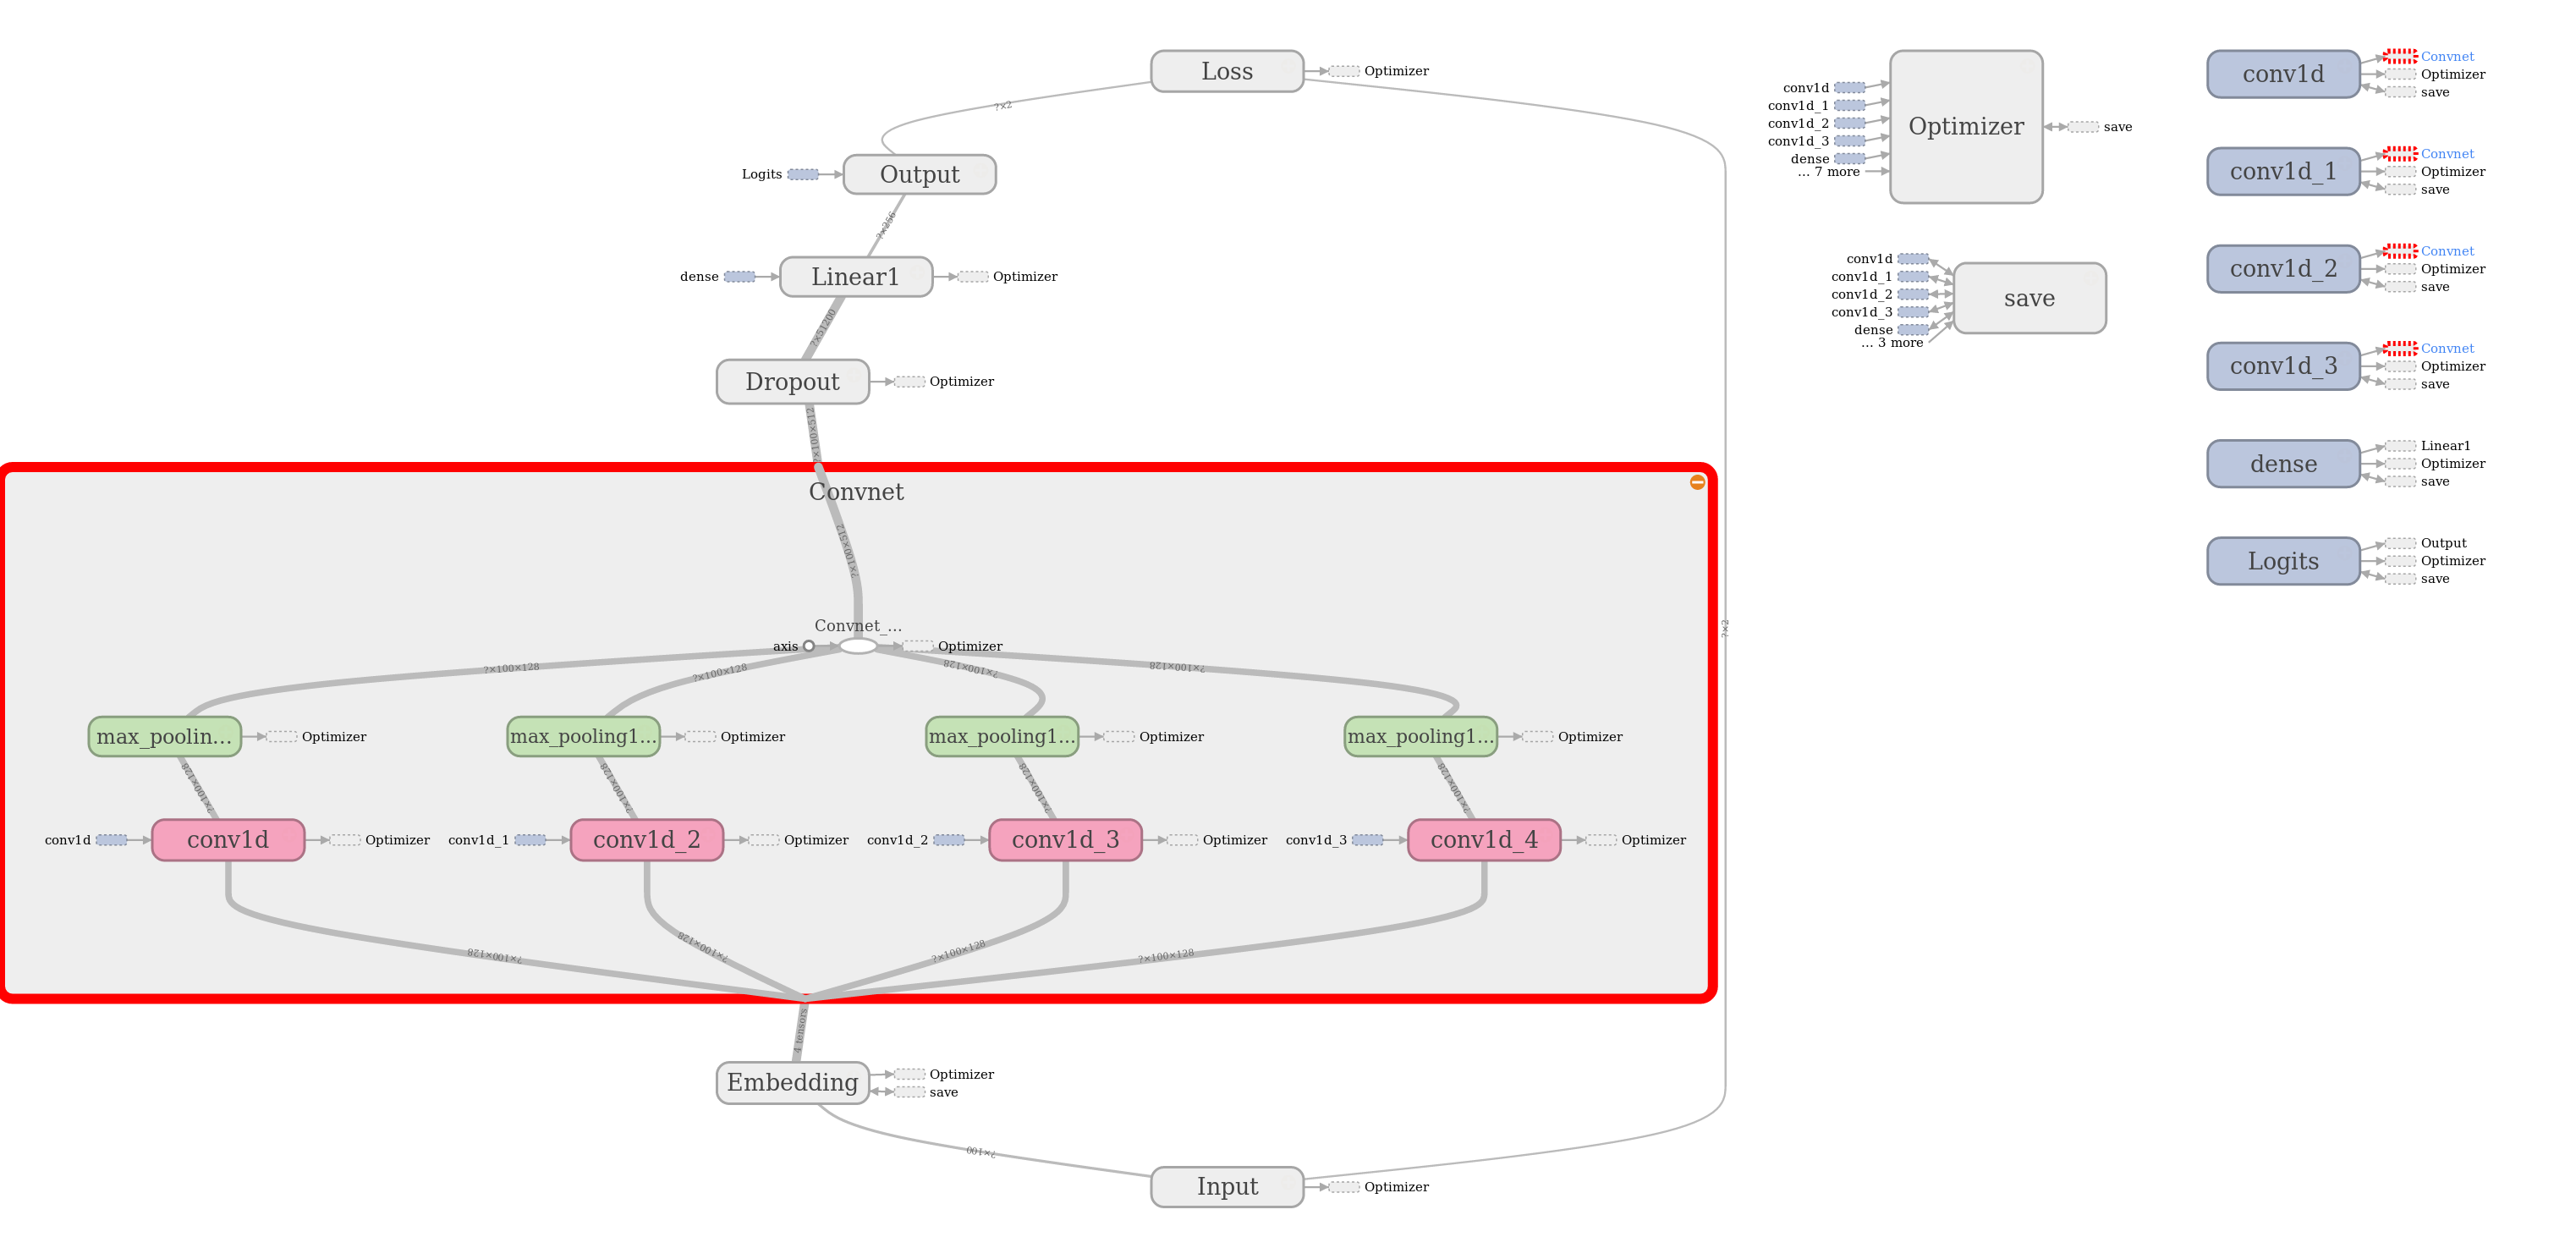 Loss
Optimizer
?×2
Logits
Output
?×256
dense
Linear1
Optimizer
?×51200
Dropout
Optimizer
?×100×512
Convnet
?×100×512
Convnet_...
axis
Optimizer
?×100×128
?×100×128
?×100×128
?×100×128
max_poolin...
Optimizer
max_pooling1...
Optimizer
max_pooling1...
Optimizer
max_pooling1...
Optimizer
?×100×128
?×100×128
?×100×128
?×100×128
conv1d
conv1d
Optimizer
conv1d_1
conv1d_2
Optimizer
conv1d_2
conv1d_3
Optimizer
conv1d_3
conv1d_4
Optimizer
?×100×128
?×100×128
?×100×128
?×100×128
4 tensors
Embedding
Optimizer
save
?×100
Input
Optimizer
?×2
conv1d
conv1d_1
conv1d_2
conv1d_3
dense
... 7 more
Optimizer
save
conv1d
conv1d_1
conv1d_2
conv1d_3
dense
... 3 more
save
conv1d
Convnet
Optimizer
save
conv1d_1
Convnet
Optimizer
save
conv1d_2
Convnet
Optimizer
save
conv1d_3
Convnet
Optimizer
save
dense
Linear1
Optimizer
save
Logits
Output
Optimizer
save